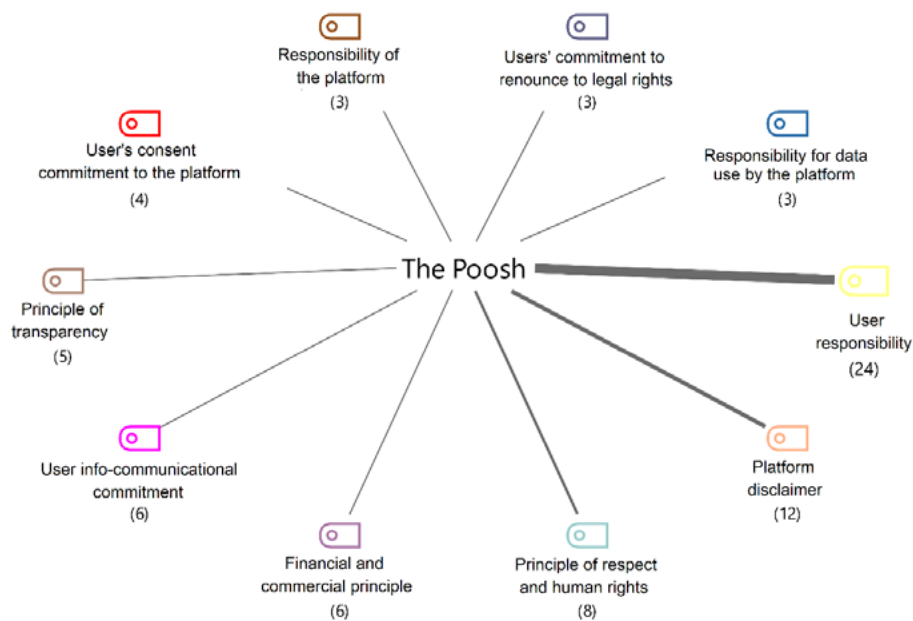 Responsibility of
the platform
(3)
Users' commitment to
renounce to legal rights
(3)
User's consent
commitment to the platform
(4)
Responsibility for data
use by the platform
(3)
The Poosh
Principle of
transparency
(5)
User
responsibility
(24)
User info-communicational
commitment
(6)
Platform
disclaimer
(12)
Financial and
commercial principle
(6)
Principle of respect
and human rights
(8)